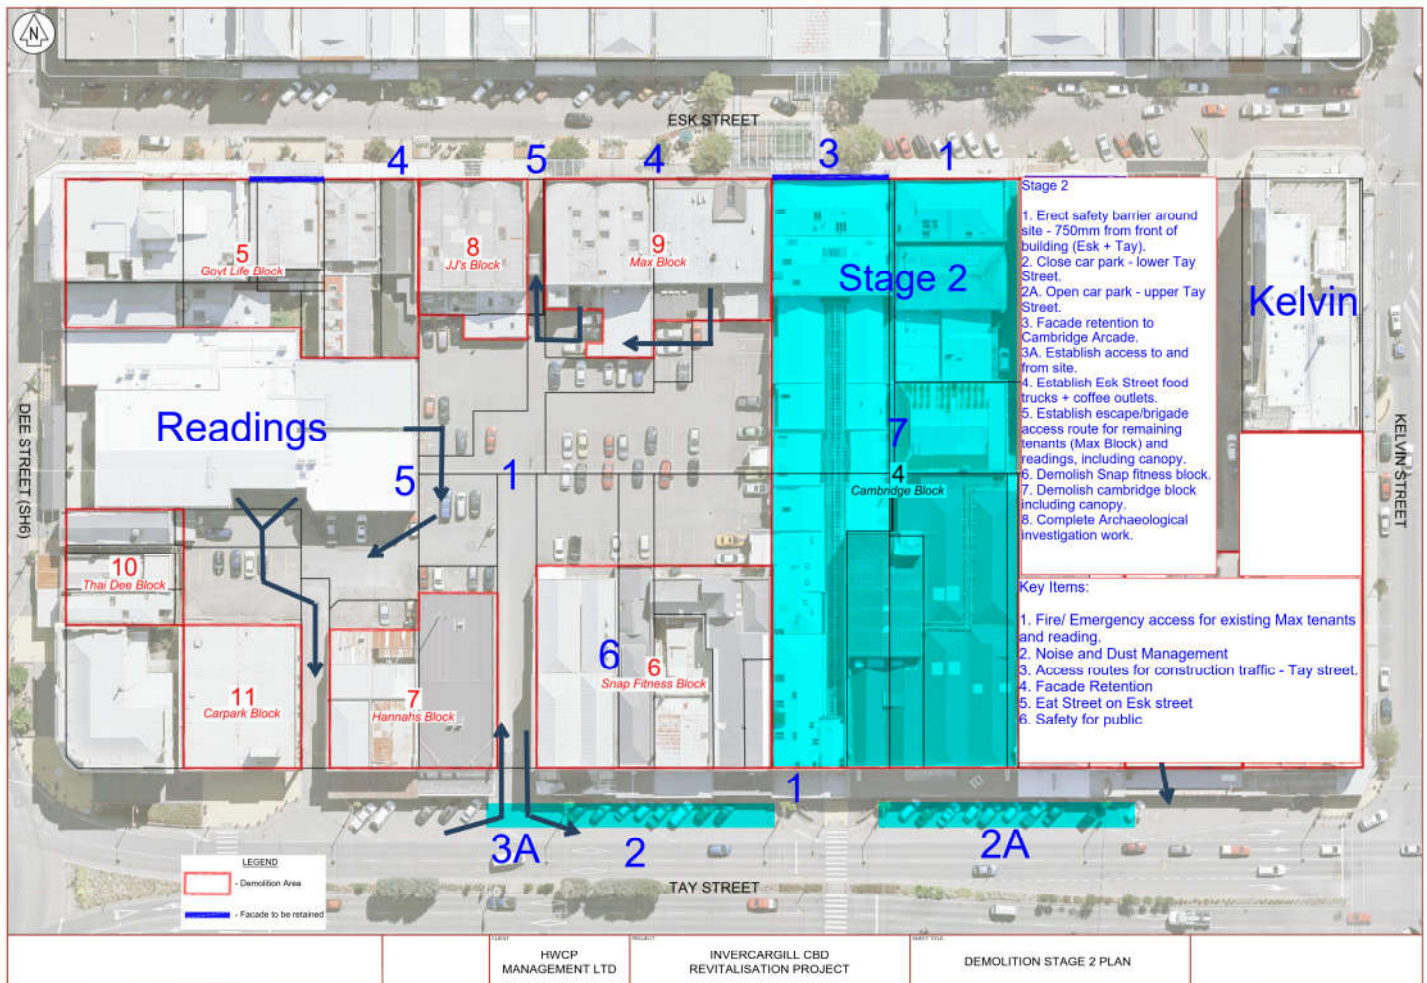 N
ESK STREET
4
5
4
3
1
5
Govt Life Block
8
JJ's Block
9
Max Block
Stage 2
Stage 2
1. Erect safety barrier around
site - 750mm from front of
building (Esk + Tay).
2. Close car park - lower Tay
Street.
2A. Open car park - upper Tay
Street.
3. Facade retention to
Cambridge Arcade.
3A. Establish access to and
from site.
4. Establish Esk Street food
trucks + coffee outlets.
5. Establish escape/brigade
access route for remaining
tenants (Max Block) and
readings, including canopy.
6. Demolish Snap fitness block.
7. Demolish cambridge block
including canopy.
8. Complete Archaeological
investigation work.
Kelvin
DEE STREET (SH6)
Readings
5
1
7
4
Cambridge Block
KELVIN STREET
10
Thai Dee Block
Key Items:
1. Fire/ Emergency access for existing Max tenants
and reading.
2. Noise and Dust Management
3. Access routes for construction traffic - Tay street.
4. Facade Retention
5. Eat Street on Esk street
6. Safety for public
11
Carpark Block
7
Hannahs Block
6
6
Snap Fitness Block
1
3A
2
2A
TAY STREET
LEGEND
- Demolition Area
- Facade to be retained
CLIENT
HWCP
MANAGEMENT LTD
PROJECT
INVERCARGILL CBD
REVITALISATION PROJECT
SHEET TITLE
DEMOLITION STAGE 2 PLAN